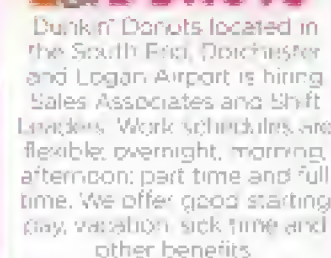 Dunkin' Donuts located in
the South End, Dorchester
and Logan Airport is hiring
Sales Associates and Shift
Leaders. Work schedules are
flexible: overnight, morning,
afternoon; part time and full
time. We offer good starting
pay, vacation, sick time and
other benefits